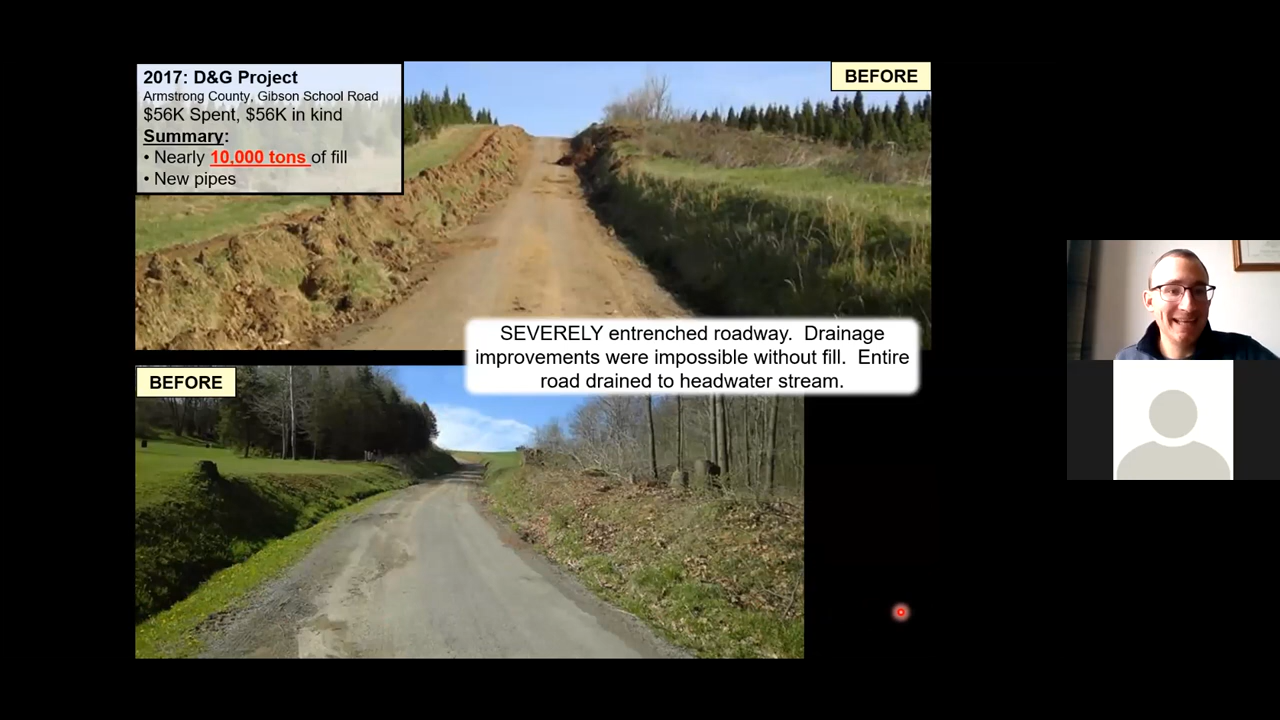 2017: D&G Project
Armstrong County, Gibson School Road
$56K Spent, $56K in kind
Summary:
• Nearly 10,000 tons of fill
• New pipes
BEFORE
SEVERELY entrenched roadway.  Drainage
improvements were impossible without fill.  Entire
road drained to headwater stream.
BEFORE